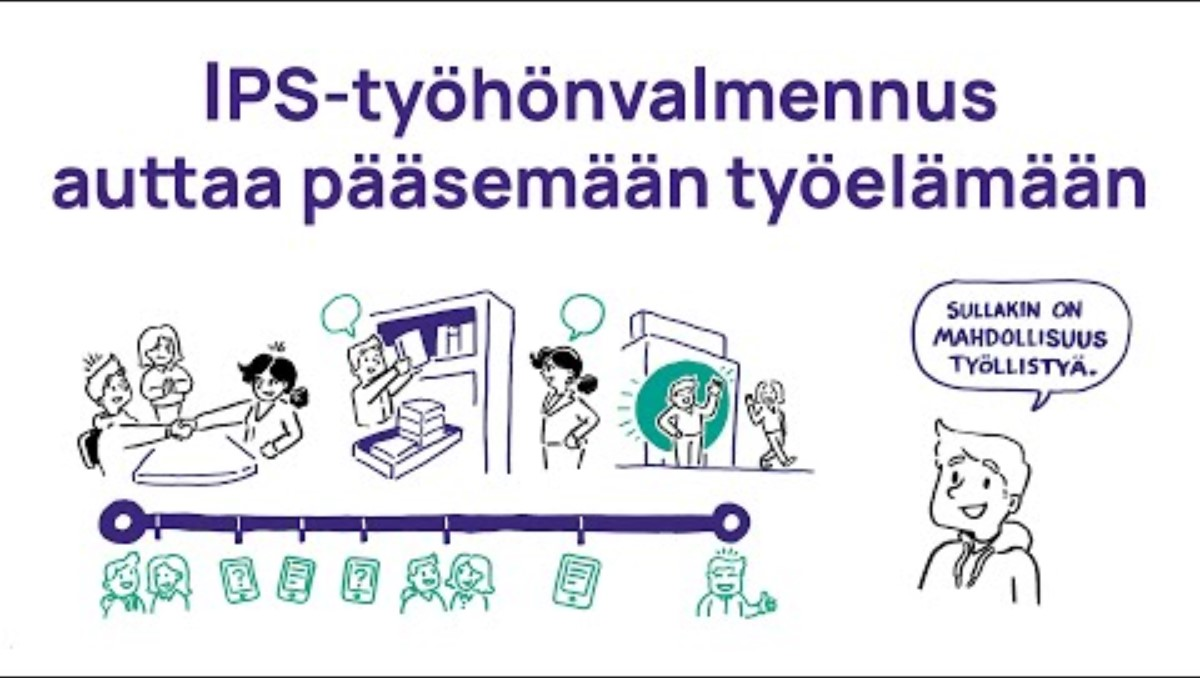 IPS-työhönvalmennus
auttaa pääsemään työelämään
SULLAKIN ON
MAHDOLLISUUS
TYÖLLISTYÄ.
? ?